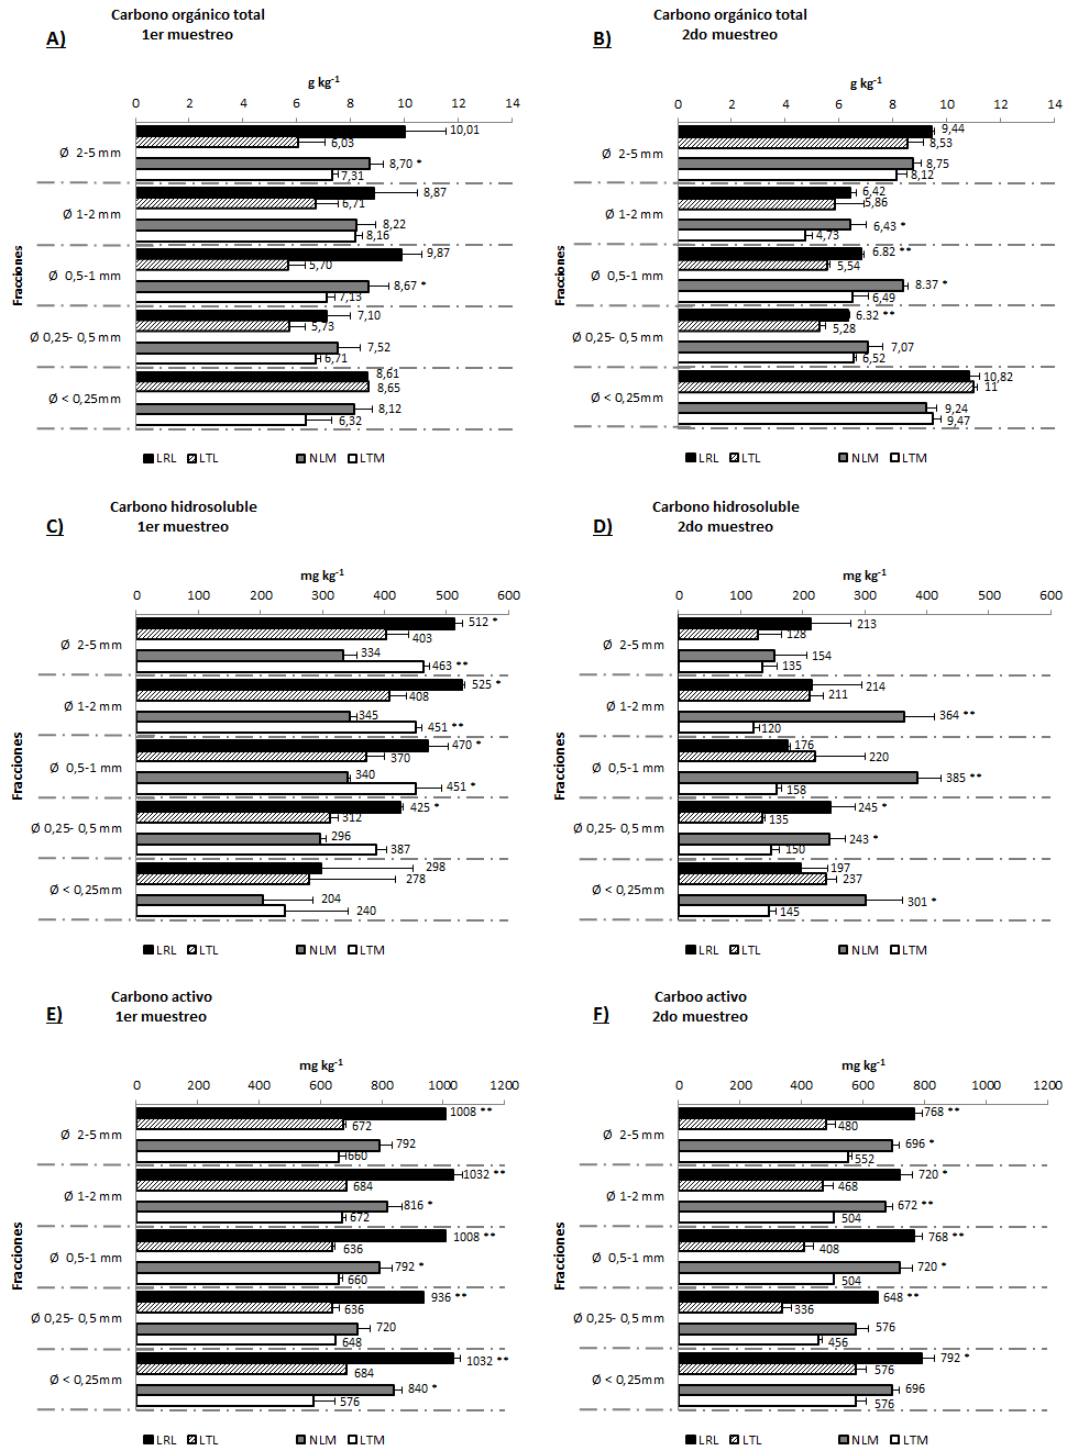 A)
Carbono orgánico total
1er muestreo
g kg-1
0 2 4 6 8 10 12 14
Fracciones
Ø 2-5 mm
10,01
6,03
8,70 *
7,31
Ø 1-2 mm
8,87
6,71
8,22
8,16
Ø 0,5-1 mm
9,87
5,70
8,67 *
7,13
Ø 0,25- 0,5 mm
7,10
5,73
7,52
6,71
Ø < 0,25mm
8,61
8,65
8,12
6,32
LRL LTL NLM LTM
B)
Carbono orgánico total
2do muestreo
g kg-1
0 2 4 6 8 10 12 14
Ø 2-5 mm
9,44
8,53
8,75
8,12
Ø 1-2 mm
6,42
5,86
6,43 *
4,73
Ø 0,5-1 mm
6.82 **
5,54
8.37 *
6,49
Ø 0,25- 0,5 mm
6.32 **
5,28
7,07
6,52
Ø < 0,25mm
10,82
11
9,24
9,47
LRL LTL NLM LTM
C)
Carbono hidrosoluble
1er muestreo
mg kg-1
0 100 200 300 400 500 600
Fracciones
Ø 2-5 mm
512 *
403
334
463 **
Ø 1-2 mm
525 *
408
345
451 **
Ø 0,5-1 mm
470 *
370
340
451 *
Ø 0,25- 0,5 mm
425 *
312
296
387
Ø < 0,25mm
298
278
204
240
LRL LTL NLM LTM
D)
Carbono hidrosoluble
2do muestreo
mg kg-1
0 100 200 300 400 500 600
Fracciones
Ø 2-5 mm
213
128
154
135
Ø 1-2 mm
214
211
364 **
120
Ø 0,5-1 mm
176
220
385 **
158
Ø 0,25- 0,5 mm
245 *
135
243 *
150
Ø < 0,25mm
197
237
301 *
145
LRL LTL NLM LTM
E)
Carbono activo
1er muestreo
mg kg-1
0 200 400 600 800 1000 1200
Fracciones
Ø 2-5 mm
1008 **
672
792
660
Ø 1-2 mm
1032 **
684
816 *
672
Ø 0,5-1 mm
1008 **
636
792 *
660
Ø 0,25- 0,5 mm
936 **
636
720
648
Ø < 0,25mm
1032 **
684
840 *
576
LRL LTL NLM LTM
F)
Carboo activo
2do muestreo
mg kg-1
0 200 400 600 800 1000 1200
Fracciones
Ø 2-5 mm
768 **
480
696 *
552
Ø 1-2 mm
720 *
468
672 **
504
Ø 0,5-1 mm
768 **
408
720 *
504
Ø 0,25- 0,5 mm
648 **
336
576
456
Ø < 0,25mm
792 *
576
696
576
LRL LTL NLM LTM